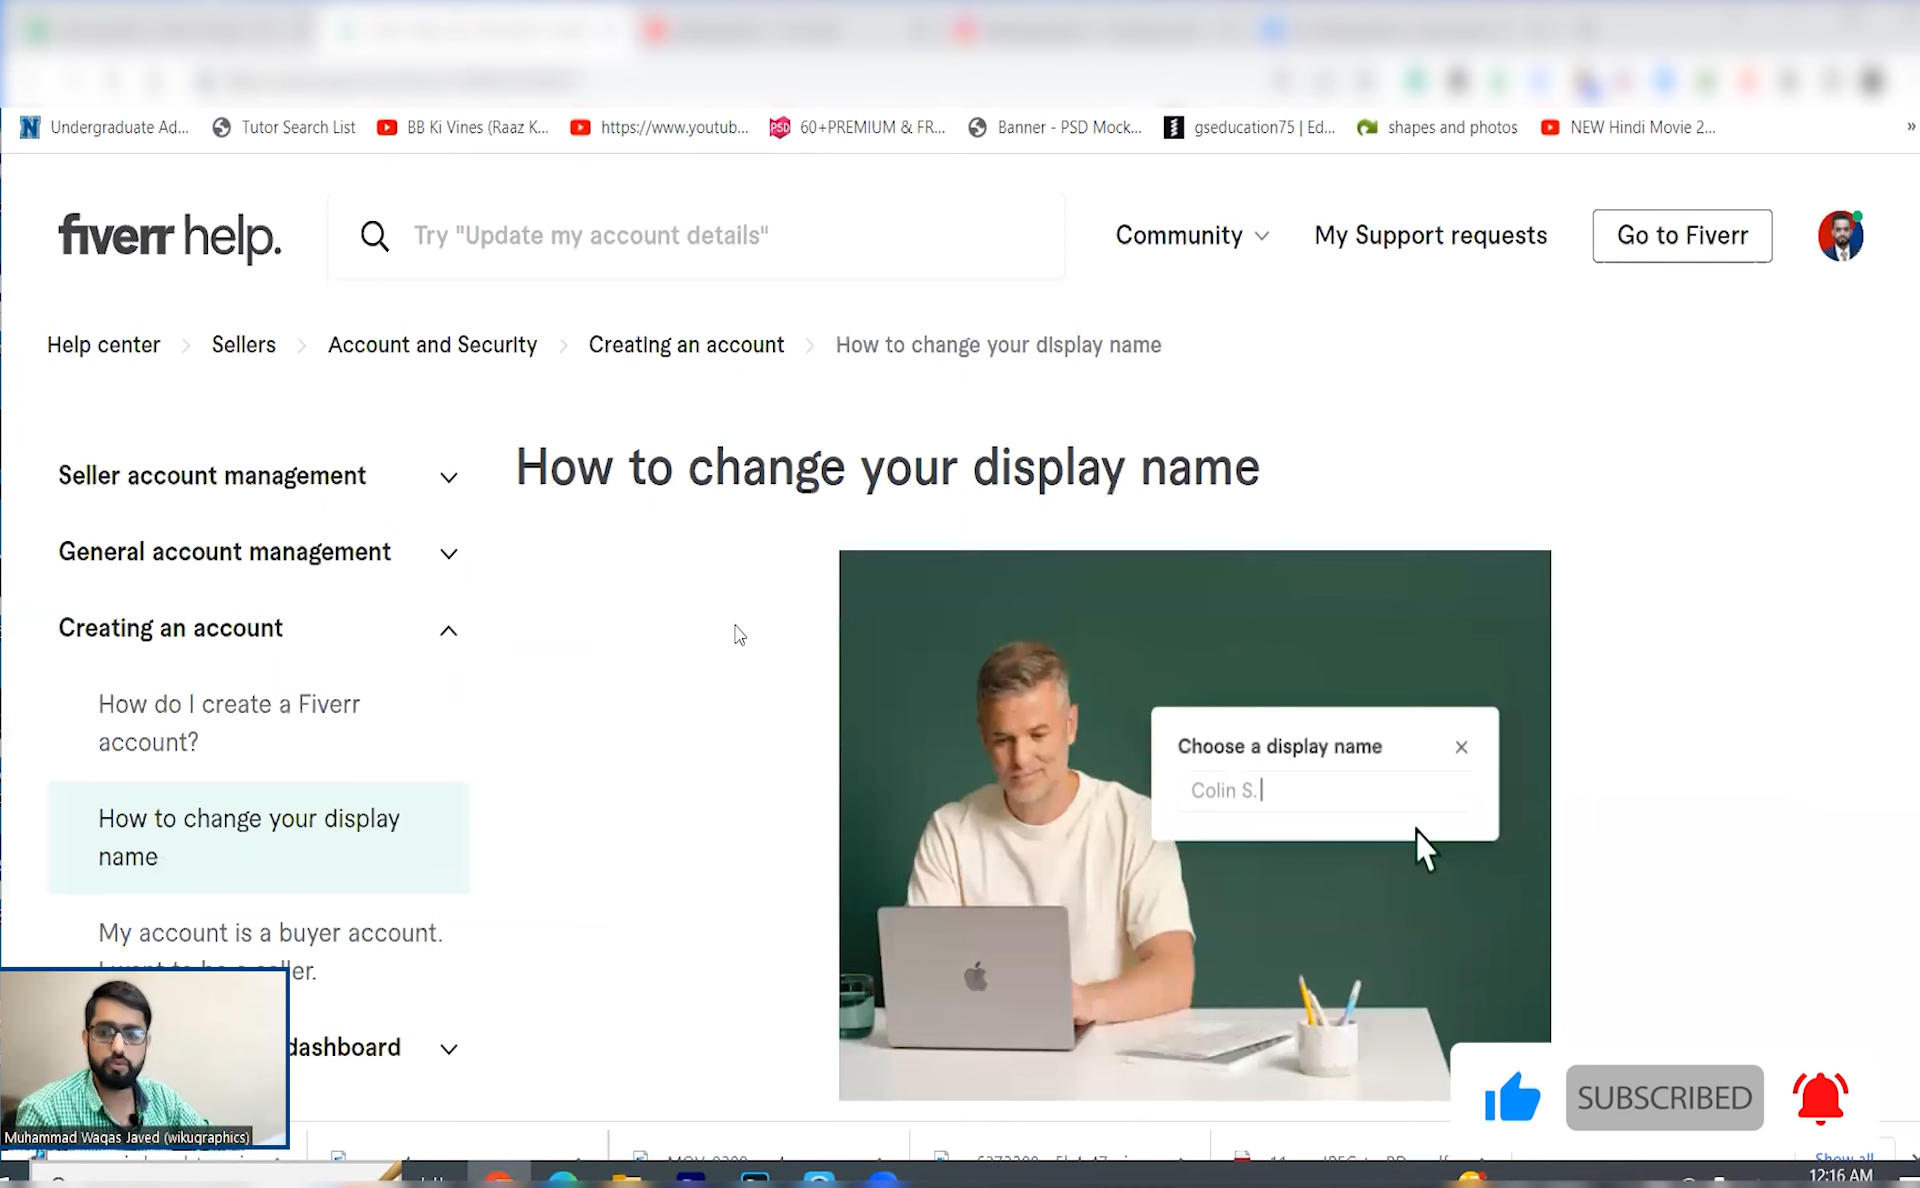 Undergraduate Ad... Tutor Search List BB Ki Vines (Raaz K... https://www.youtub... PSD 60+PREMIUM & FR... Banner - PSD Mock... gseducation75 | Ed... shapes and photos NEW Hindi Movie 2... »
fiverr help. Try "Update my account details" Community My Support requests Go to Fiverr
Help center Sellers Account and Security Creating an account How to change your display name
How to change your display name
Seller account management
General account management
Creating an account
How do I create a Fiverr
account?
How to change your display
name
My account is a buyer account.
ler.
dashboard
Choose a display name
Colin S.
SUBSCRIBED
Muhammad Waqas Javed (wikugraphics)
Show all
12:16 AM